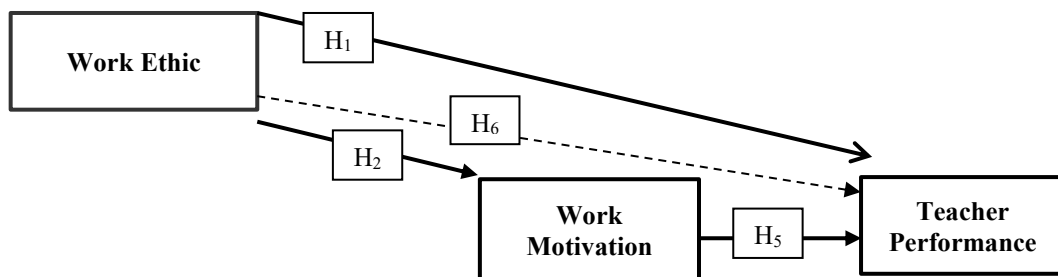 H₁
Work Ethic
H₆
H₂
Work
Motivation
H₅
Teacher
Performance